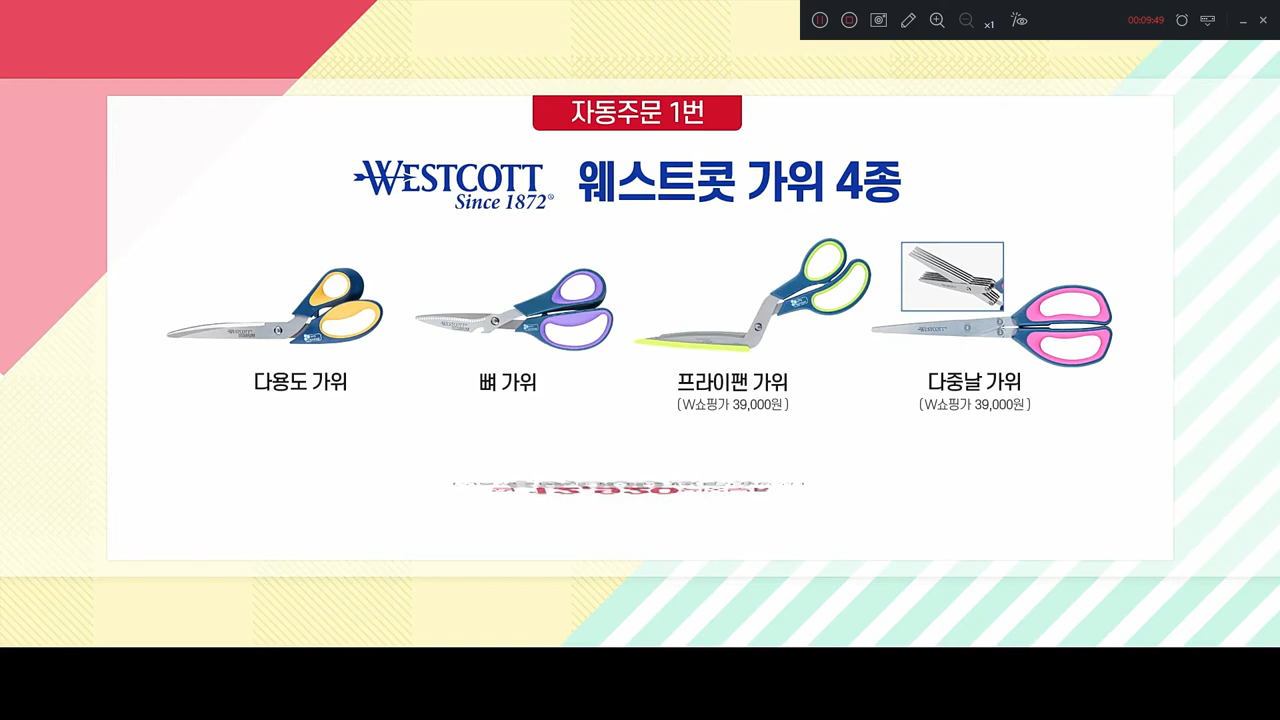 x1
00:09:49
자동주문 1번
WESTCOTT
Since 1872®
웨스트콧 가위 4종
다용도 가위
뼈 가위
프라이팬 가위
(W쇼핑가 39,000원)
다중날 가위
(W쇼핑가 39,000원)